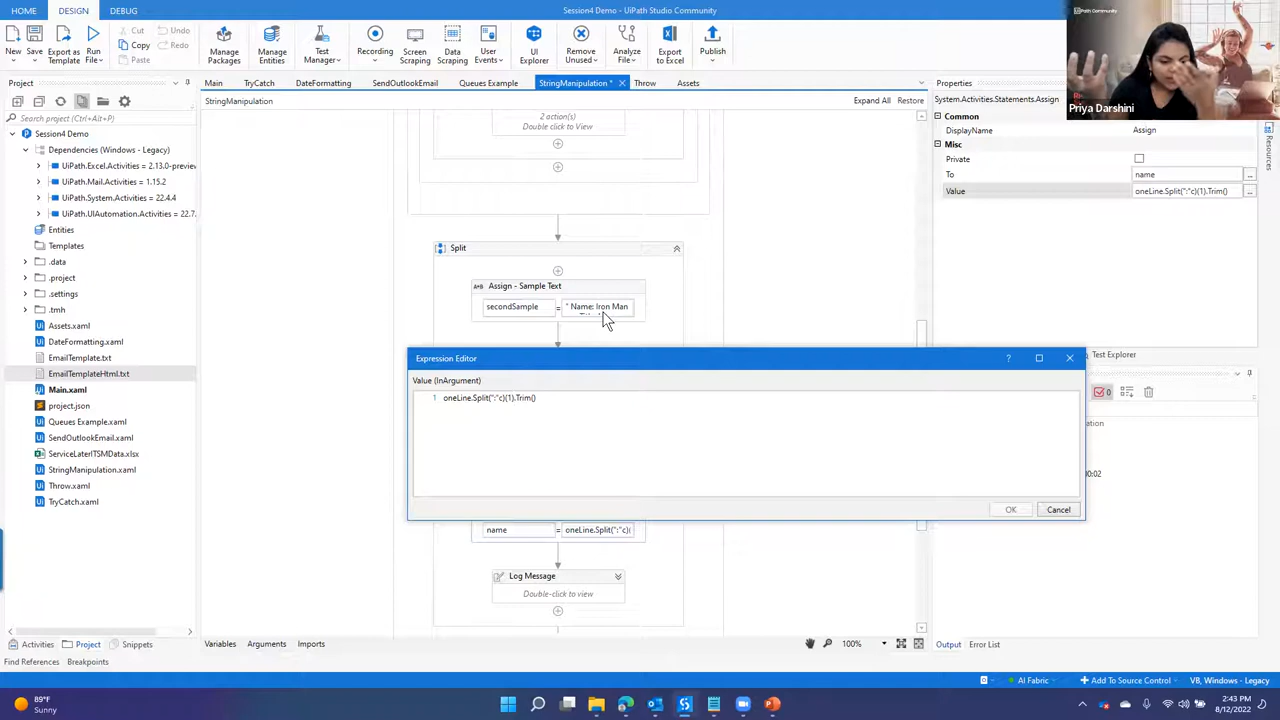 HOME
DESIGN
DEBUG
Session4 Demo - UiPath Studio Community
UiPath Community
Priya Darshini
New
Save
Export as Template
Run File
Cut
Copy
Paste
Undo
Redo
Manage Packages
Manage Entities
Test Manager
Recording
Screen Scraping
Data Scraping
User Events
UI Explorer
Remove Unused
Analyze File
Export to Excel
Publish
Project
Main
TryCatch
DateFormatting
SendOutlookEmail
Queues Example
StringManipulation *
Throw
Assets
StringManipulation
Expand All
Restore
Search project (Ctrl+Alt+P)
Session4 Demo
Dependencies (Windows - Legacy)
UiPath.Excel.Activities = 2.13.0-preview
UiPath.Mail.Activities = 1.15.2
UiPath.System.Activities = 22.4.4
UiPath.UIAutomation.Activities = 22.7.
Entities
Templates
.data
.project
.settings
.tmh
Assets.xaml
DateFormatting.xaml
EmailTemplate.txt
EmailTemplateHtml.txt
Main.xaml
project.json
Queues Example.xaml
SendOutlookEmail.xaml
ServiceLaterITSMData.xlsx
StringManipulation.xaml
Throw.xaml
TryCatch.xaml
2 action(s)
Double click to View
Split
A+B Assign - Sample Text
secondSample = " Name: Iron Man
Expression Editor
Value (InArgument)
1 oneLine.Split(":"c)(1).Trim()
OK
Cancel
name = oneLine.Split(":"c)(
Log Message
Double-click to view
Properties
System.Activities.Statements.Assign
Common
DisplayName Assign
Misc
Private
To name ...
Value oneLine.Split(":"c)(1).Trim() ...
Resources
Test Explorer
0
00:02
Activities
Project
Snippets
Variables
Arguments
Imports
100%
Output
Error List
Find References
Breakpoints
AI Fabric
Add To Source Control
VB, Windows - Legacy
89°F
Sunny
2:43 PM
8/12/2022